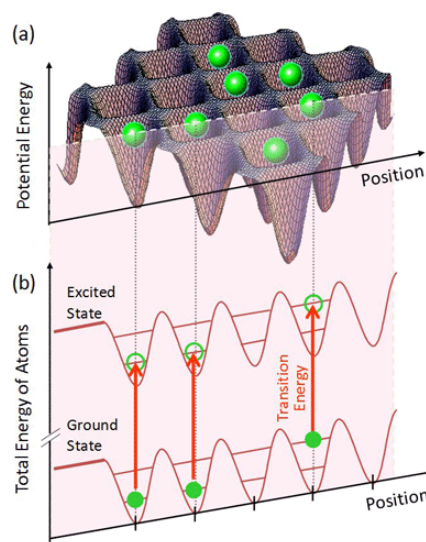 (a)
Potential Energy
Position
(b)
Excited
State
Transition
Energy
Ground
State
Total Energy of Atoms
Position